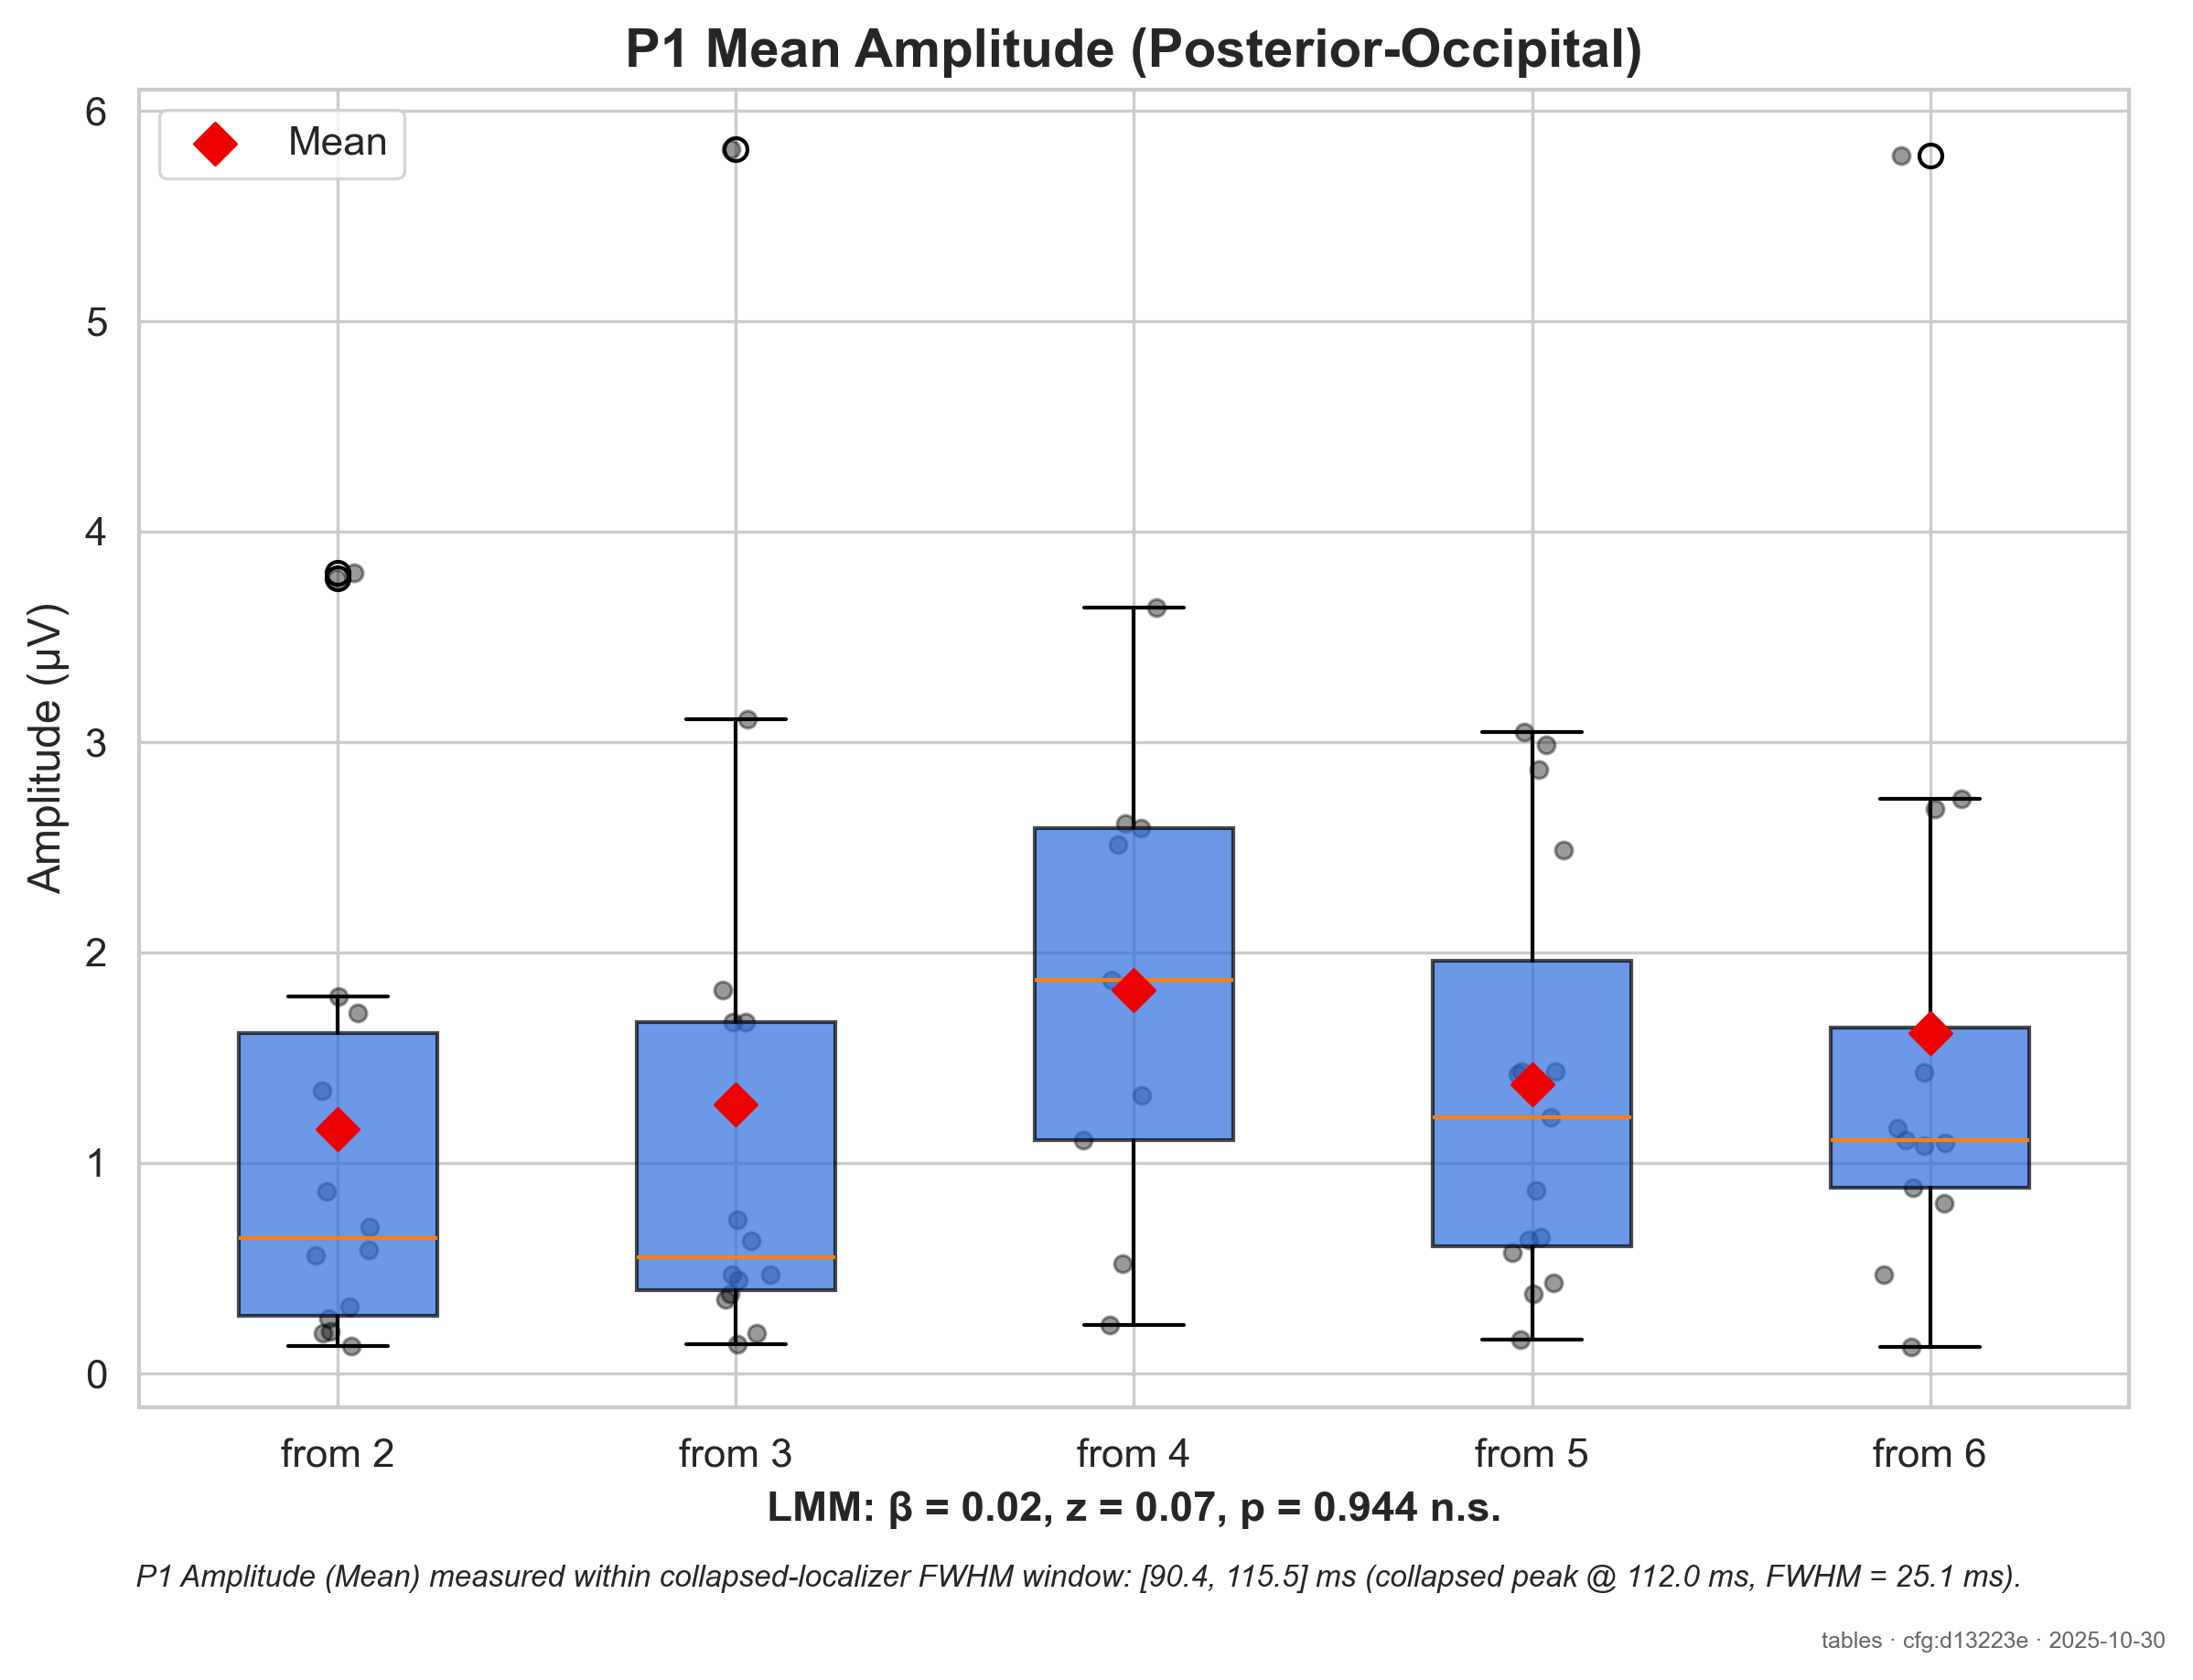 P1 Mean Amplitude (Posterior-Occipital)
Mean
Amplitude (µV)
6
5
4
3
2
1
0
from 2 from 3 from 4 from 5 from 6
LMM: β = 0.02, z = 0.07, p = 0.944 n.s.
P1 Amplitude (Mean) measured within collapsed-localizer FWHM window: [90.4, 115.5] ms (collapsed peak @ 112.0 ms, FWHM = 25.1 ms).
tables · cfg:d13223e · 2025-10-30